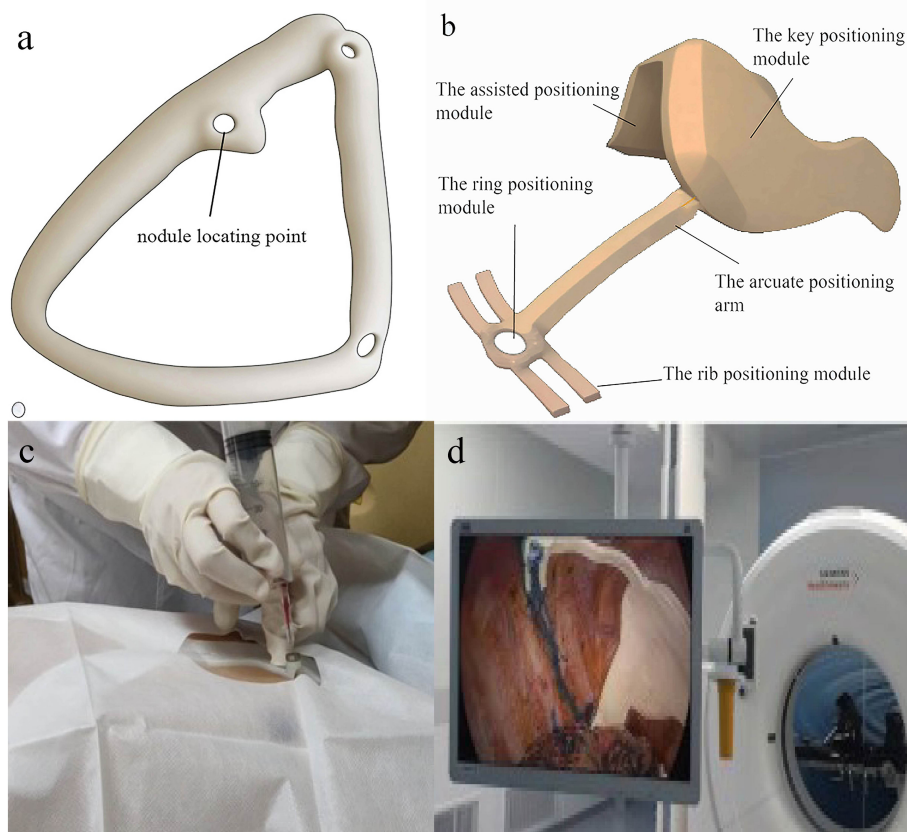 a
nodule locating point
b
The key positioning
module
The assisted positioning
module
The ring positioning
module
The arcuate positioning
arm
The rib positioning module
c
d
SIEMENS